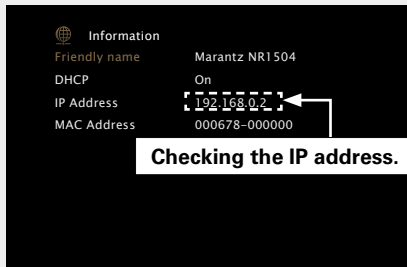 Information
Friendly name Marantz NR1504
DHCP On
IP Address 192.168.0.2
MAC Address 000678-000000
Checking the IP address.